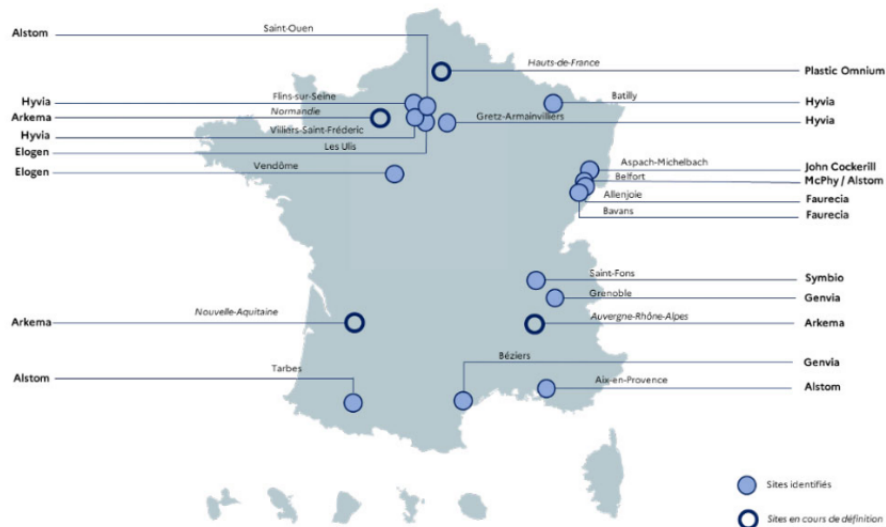 Alstom
Saint-Ouen
Hauts-de-France
Plastic Omnium
Hyvia
Flins-sur-Seine
Batilly
Hyvia
Arkema
Normandie
Gretz-Armainvilliers
Hyvia
Hyvia
Villiers-Saint-Fréderic
Elogen
Les Ulis
Elogen
Vendôme
Aspach-Michelbach
John Cockerill
Belfort
McPhy / Alstom
Allenjoie
Faurecia
Bavans
Faurecia
Saint-Fons
Symbio
Grenoble
Genvia
Arkema
Nouvelle-Aquitaine
Auvergne-Rhône-Alpes
Arkema
Béziers
Genvia
Alstom
Tarbes
Aix-en-Provence
Alstom
Sites identifiés
Sites en cours de définition